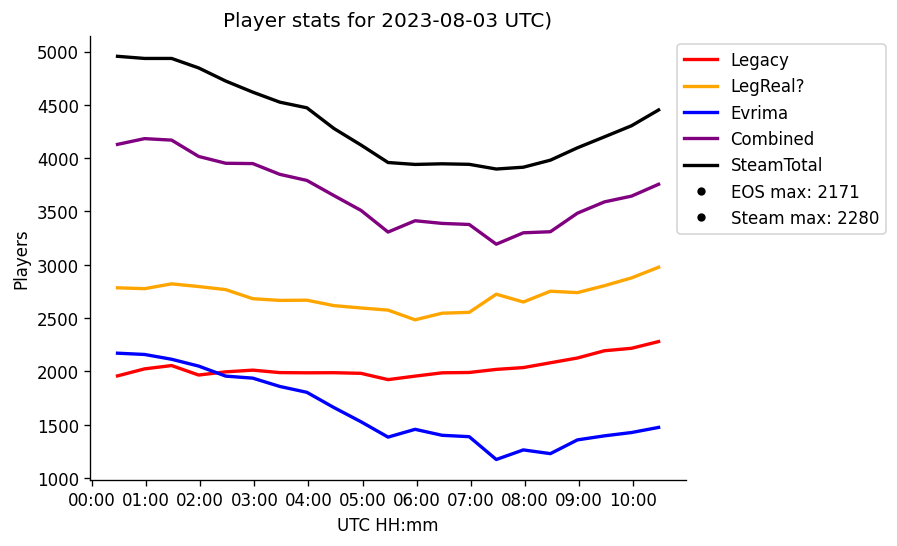 Player stats for 2023-08-03 UTC)
5000
4500
4000
3500
3000
2500
2000
1500
1000
Players
00:00 01:00 02:00 03:00 04:00 05:00 06:00 07:00 08:00 09:00 10:00
UTC HH:mm
Legacy
LegReal?
Evrima
Combined
SteamTotal
EOS max: 2171
Steam max: 2280